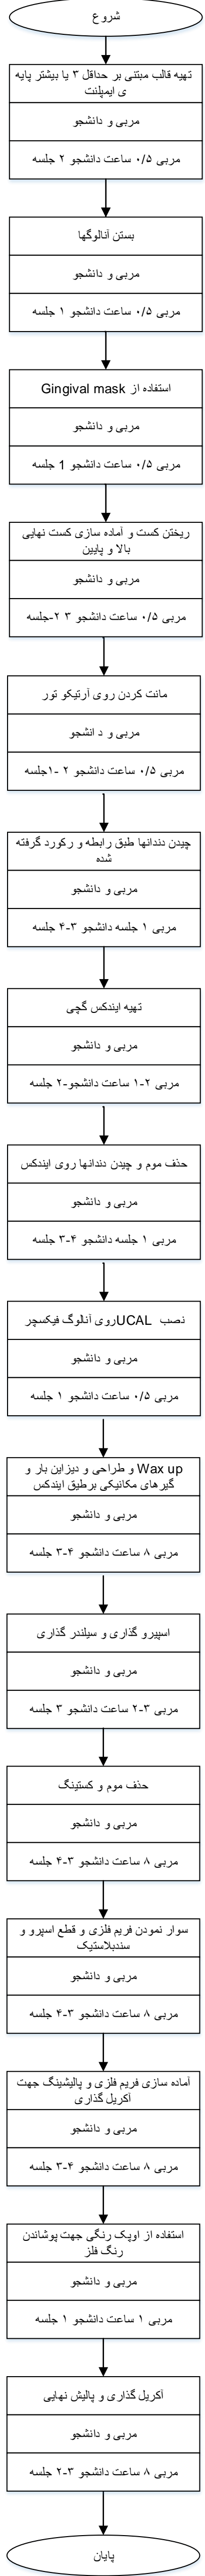 شروع
تهیه قالب مبتنی بر حداقل ۳ یا بیشتر پایه
ی ایمپلنت
مربی و دانشجو
مربی ۰/۵ ساعت دانشجو ۲ جلسه
بستن آنالوگها
مربی و دانشجو
مربی ۰/۵ ساعت دانشجو ۱ جلسه
استفاده از Gingival mask
مربی و دانشجو
مربی ۰/۵ ساعت دانشجو 1 جلسه
ریختن کست و آماده سازی کست نهایی
بالا و پایین
مربی و دانشجو
مربی ۰/۵ ساعت دانشجو ۳ ۲-جلسه
مانت کردن روی آرتیکو تور
مربی و د انشجو
مربی ۰/۵ ساعت دانشجو ۲ -۱جلسه
چیدن دندانها طبق رابطه و رکورد گرفته
شده
مربی و دانشجو
مربی ۱ جلسه دانشجو ۳-۴ جلسه
تهیه ایندکس گچی
مربی و دانشجو
مربی ۲-۱ ساعت دانشجو-۲ جلسه
حذف موم و چیدن دندانها روی ایندکس
مربی و دانشجو
مربی ۱ جلسه دانشجو ۴-۳ جلسه
نصب UCALروی آنالوگ فیکسچر
مربی و دانشجو
مربی ۰/۵ ساعت دانشجو ۱ جلسه
Wax up و طراحی و دیزاین بار و
گیرهای مکانیکی برطبق ایندکس
مربی و دانشجو
مربی ۸ ساعت دانشجو ۴-۳ جلسه
اسپیرو گذاری و سیلندر گذاری
مربی و دانشجو
مربی ۳-۲ ساعت دانشجو ۳ جلسه
حذف موم و کستینگ
مربی و دانشجو
مربی ۸ ساعت دانشجو ۳-۴ جلسه
سوار نمودن فریم فلزی و قطع اسپرو و
سندبلاستیک
مربی و دانشجو
مربی ۸ ساعت دانشجو ۳-۴ جلسه
آماده سازی فریم فلزی و پالیشینگ جهت
آکریل گذاری
مربی و دانشجو
مربی ۸ ساعت دانشجو ۴-۳ جلسه
استفاده از اوپک رنگی جهت پوشاندن
رنگ فلز
مربی و دانشجو
مربی ۱ ساعت دانشجو ۱ جلسه
آکریل گذاری و پالیش نهایی
مربی و دانشجو
مربی ۸ ساعت دانشجو ۳-۲ جلسه
پایان